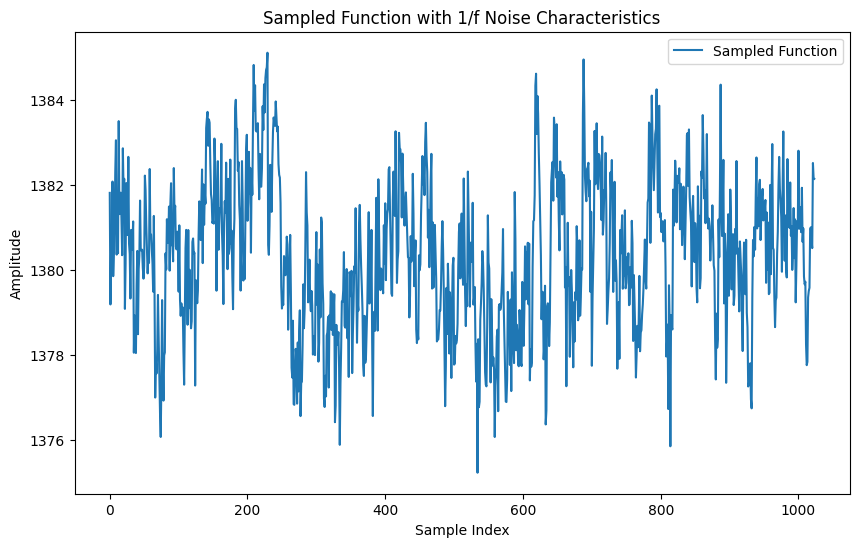 Sampled Function with 1/f Noise Characteristics
Sampled Function
1384
1382
1380
1378
1376
Amplitude
0 200 400 600 800 1000
Sample Index